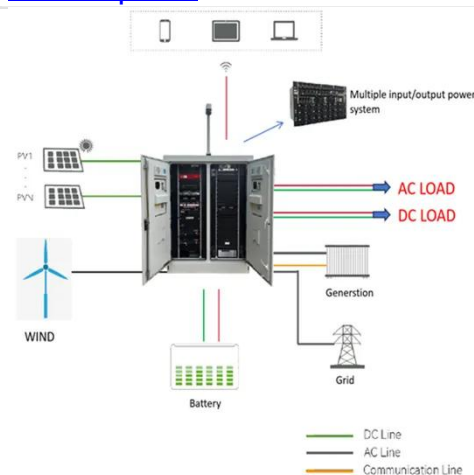 Multiple input/output power
system
PV1
PVN
AC LOAD
DC LOAD
WIND
Generstion
Grid
Battery
DC Line
AC Line
Communication Line